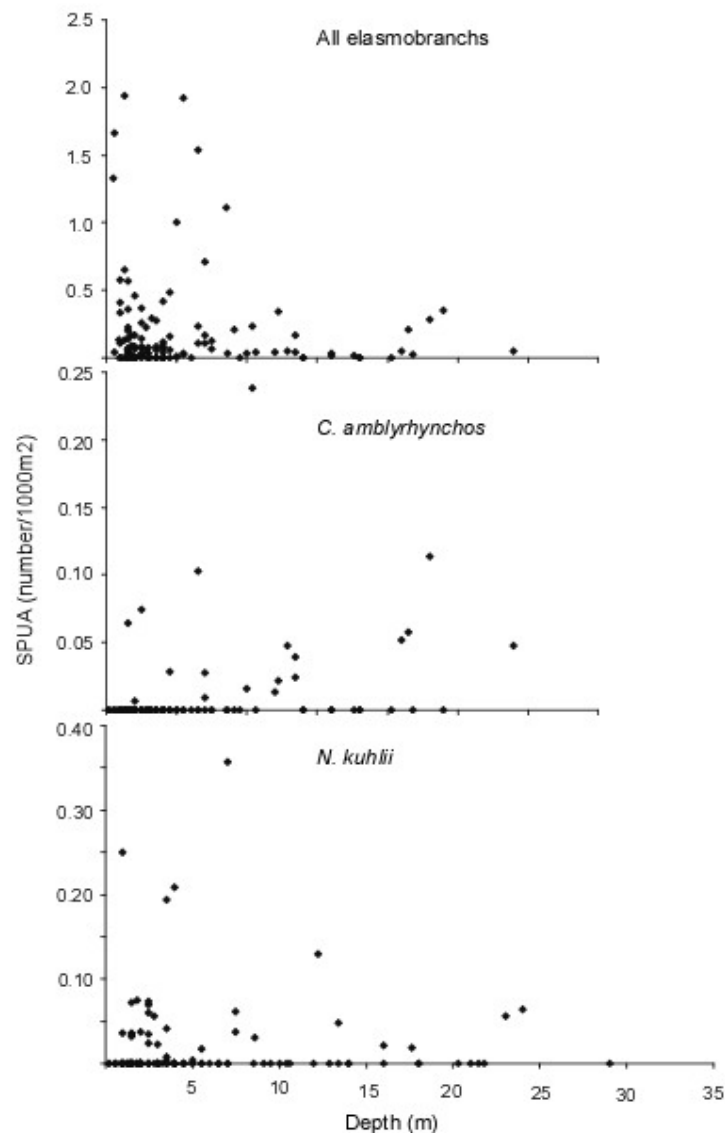 2.5
All elasmobranchs
2.0
1.5
1.0
0.5
0.25
C. amblyrhynchos
0.20
0.15
0.10
0.05
SPUA (number/1000m2)
0.40
N. kuhlii
0.30
0.20
0.10
5 10 15 20 25 30 35
Depth (m)